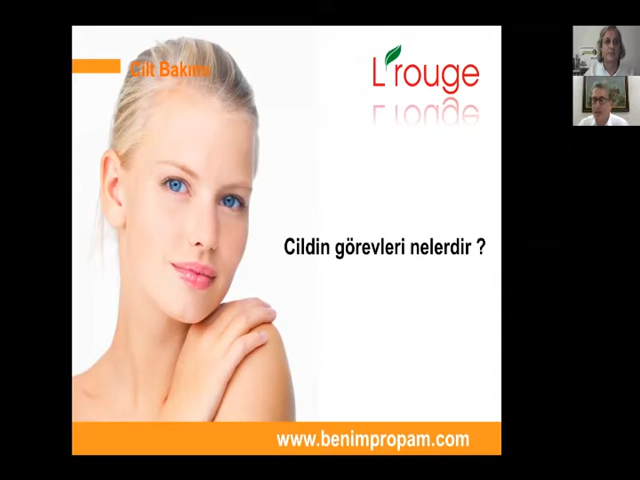 Cilt Bakımı
L'rouge
Cildin görevleri nelerdir ?
www.benimpropam.com